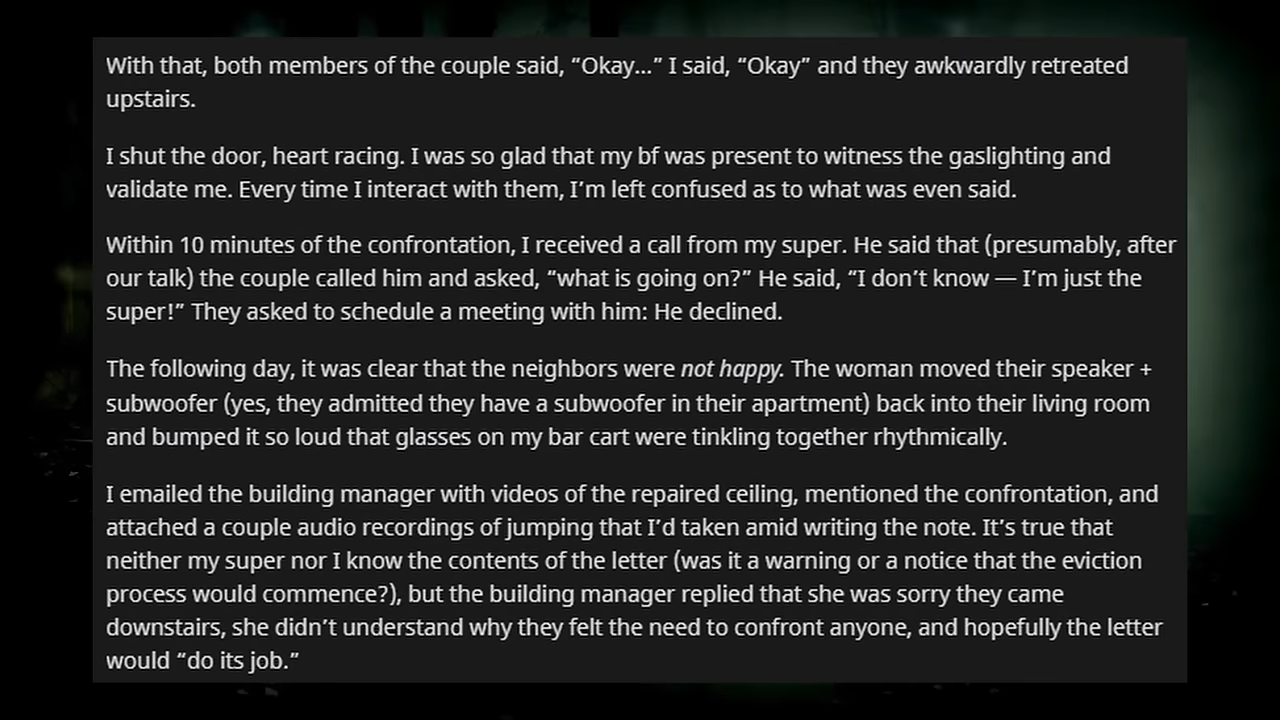 With that, both members of the couple said, “Okay…” I said, “Okay” and they awkwardly retreated
upstairs.
I shut the door, heart racing. I was so glad that my bf was present to witness the gaslighting and
validate me. Every time I interact with them, I’m left confused as to what was even said.
Within 10 minutes of the confrontation, I received a call from my super. He said that (presumably, after
our talk) the couple called him and asked, “what is going on?” He said, “I don’t know — I’m just the
super!” They asked to schedule a meeting with him: He declined.
The following day, it was clear that the neighbors were not happy. The woman moved their speaker +
subwoofer (yes, they admitted they have a subwoofer in their apartment) back into their living room
and bumped it so loud that glasses on my bar cart were tinkling together rhythmically.
I emailed the building manager with videos of the repaired ceiling, mentioned the confrontation, and
attached a couple audio recordings of jumping that I’d taken amid writing the note. It’s true that
neither my super nor I know the contents of the letter (was it a warning or a notice that the eviction
process would commence?), but the building manager replied that she was sorry they came
downstairs, she didn’t understand why they felt the need to confront anyone, and hopefully the letter
would “do its job.”